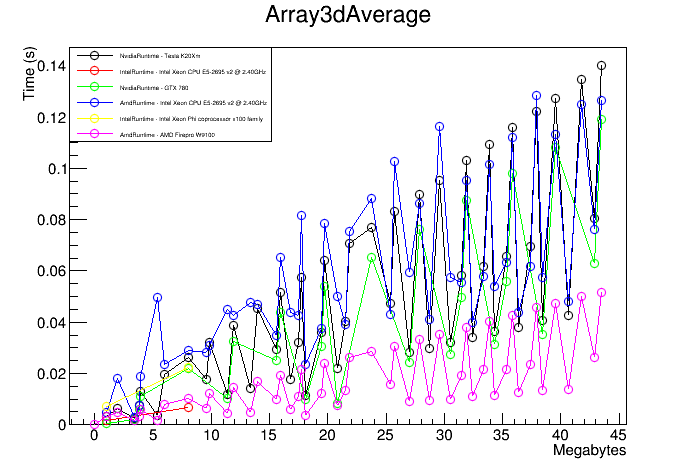 Array3dAverage
Time (s)
0.14
0.12
0.1
0.08
0.06
0.04
0.02
0
NvidiaRuntime - Tesla K20Xm
IntelRuntime - Intel Xeon CPU E5-2695 v2 @ 2.40GHz
NvidiaRuntime - GTX 780
AmdRuntime - Intel Xeon CPU E5-2695 v2 @ 2.40GHz
IntelRuntime - Intel Xeon Phi coprocessor x100 family
AmdRuntime - AMD Firepro W9100
0 5 10 15 20 25 30 35 40 45
Megabytes